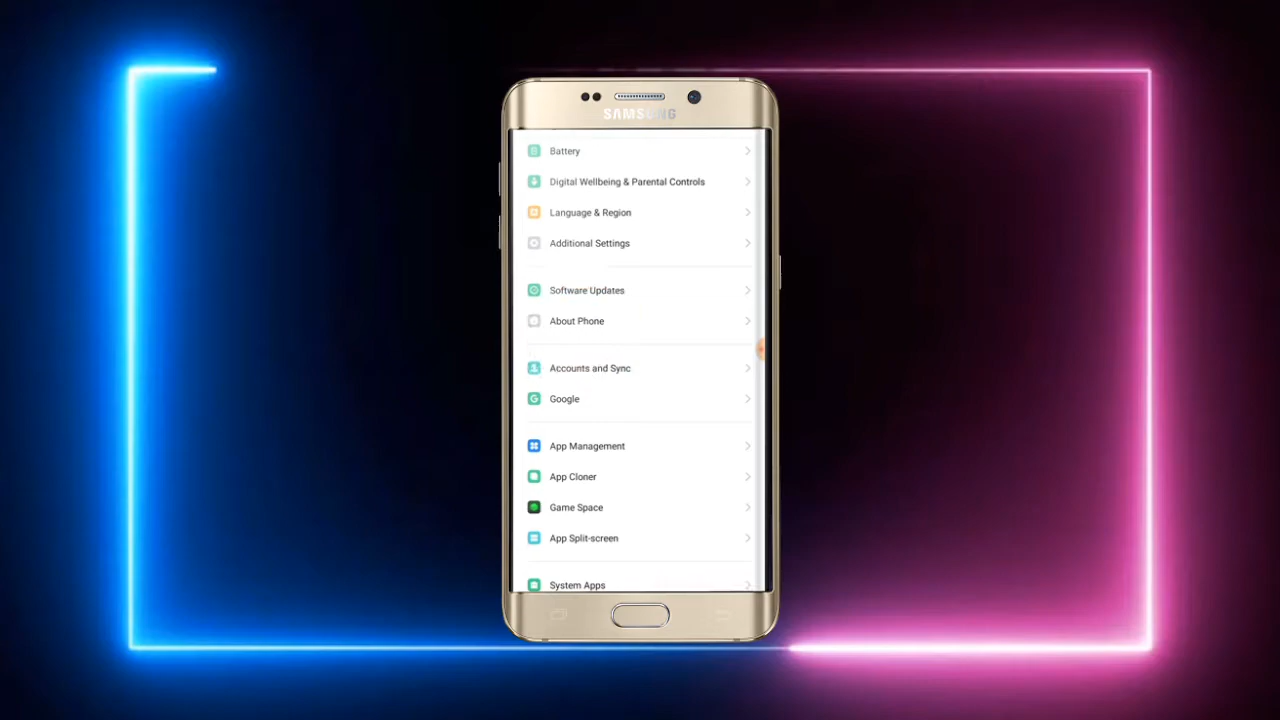 SAMSUNG
Battery
Digital Wellbeing & Parental Controls
Language & Region
Additional Settings
Software Updates
About Phone
Accounts and Sync
Google
App Management
App Cloner
Game Space
App Split-screen
System Apps